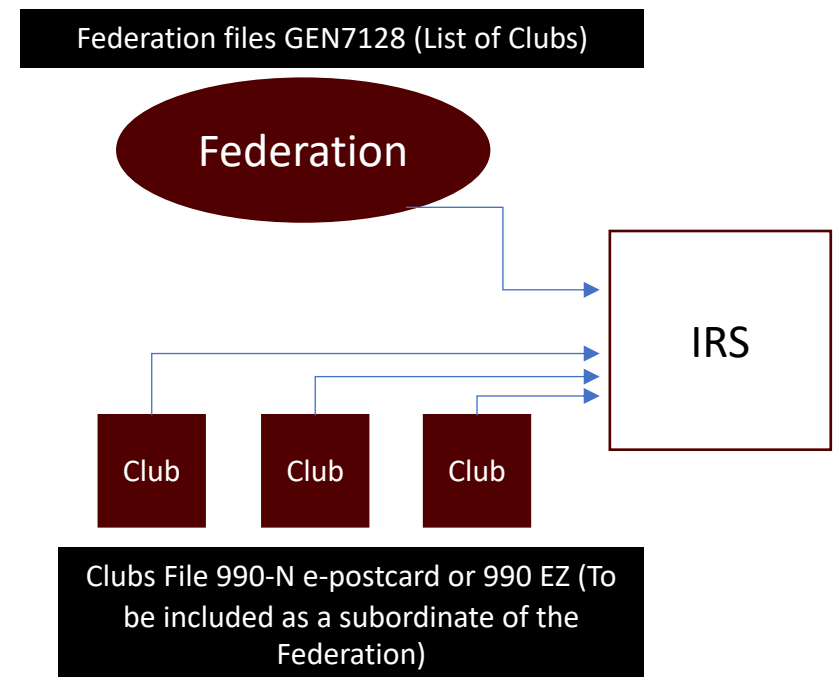 Federation files GEN7128 (List of Clubs)
Federation
IRS
Club
Club
Club
Clubs File 990-N e-postcard or 990 EZ (To
be included as a subordinate of the
Federation)